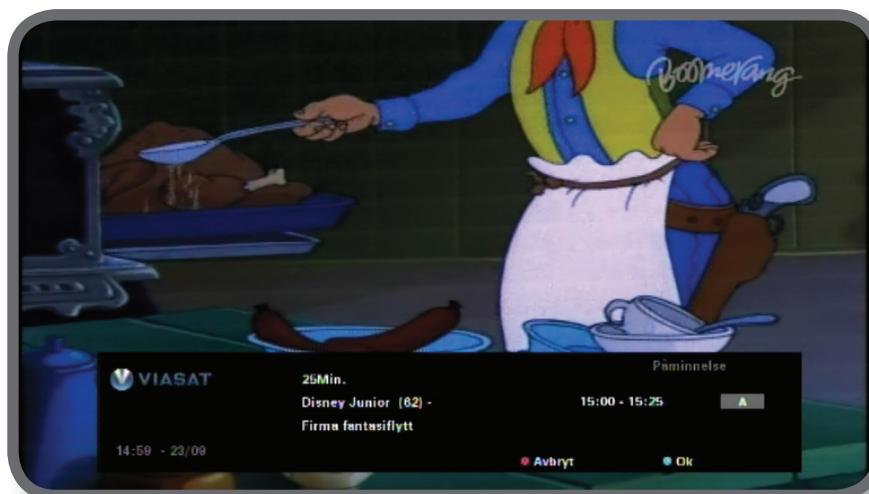 Boomerang
Påminnelse
VIASAT
25Min.
Disney Junior (62) -
15:00 - 15:25
A
Firma fantasiflytt
14:59 - 23/09
Avbryt
Ok